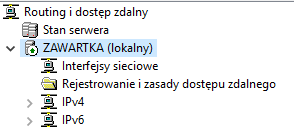 Routing i dostęp zdalny
Stan serwera
ZAWARTKA (lokalny)
Interfejsy sieciowe
Rejestrowanie i zasady dostępu zdalnego
IPv4
IPv6